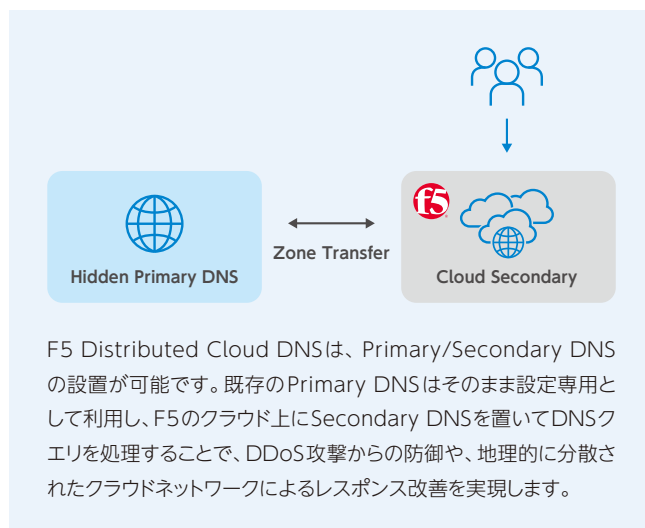 f5
Zone Transfer
Hidden Primary DNS
Cloud Secondary
F5 Distributed Cloud DNSは、Primary/Secondary DNS
の設置が可能です。既存のPrimary DNSはそのまま設定専用と
して利用し、F5のクラウド上にSecondary DNSを置いてDNSク
エリを処理することで、DDoS攻撃からの防御や、地理的に分散さ
れたクラウドネットワークによるレスポンス改善を実現します。